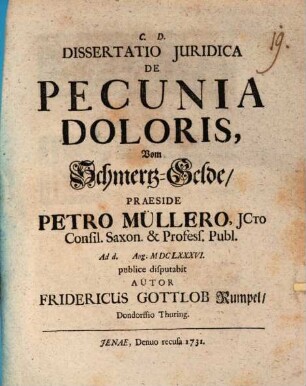 19.
C. D.
DISSERTATIO JURIDICA
DE
PECUNIA
DOLORIS,
Vom
Schmertz-Gelde/
PRAESIDE
PETRO MÜLLERO, JCTO
Consil. Saxon. & Profess. Publ.
Ad d. Aug. MDCLXXXVI.
publice disputabit
AUTOR
FRIDERICUS GOTTLOB Rumpel/
Dondorffio Thuring.
JENAE, Denuo recusa 1731.